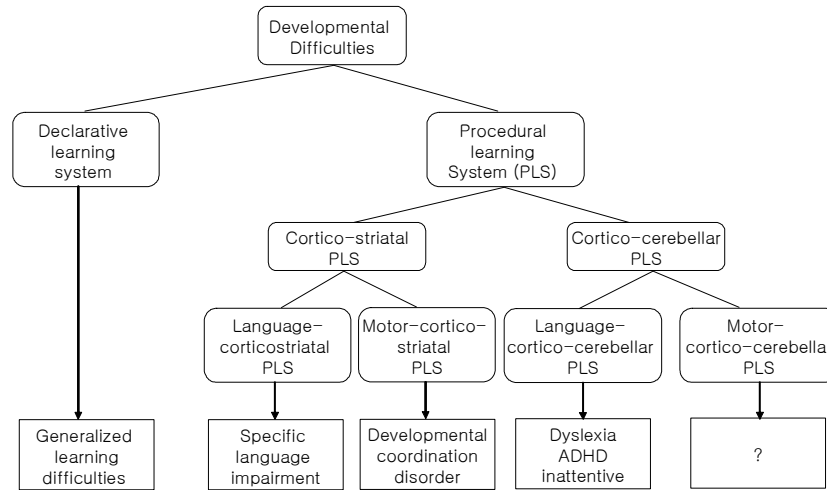 Developmental
Difficulties
Declarative
learning
system
Procedural
learning
System (PLS)
Cortico-striatal
PLS
Cortico-cerebellar
PLS
Language-
corticostriatal
PLS
Motor-cortico-
striatal
PLS
Language-
cortico-cerebellar
PLS
Motor-
cortico-cerebella
PLS
Generalized
learning
difficulties
Specific
language
impairment
Developmental
coordination
disorder
Dyslexia
ADHD
inattentive
?